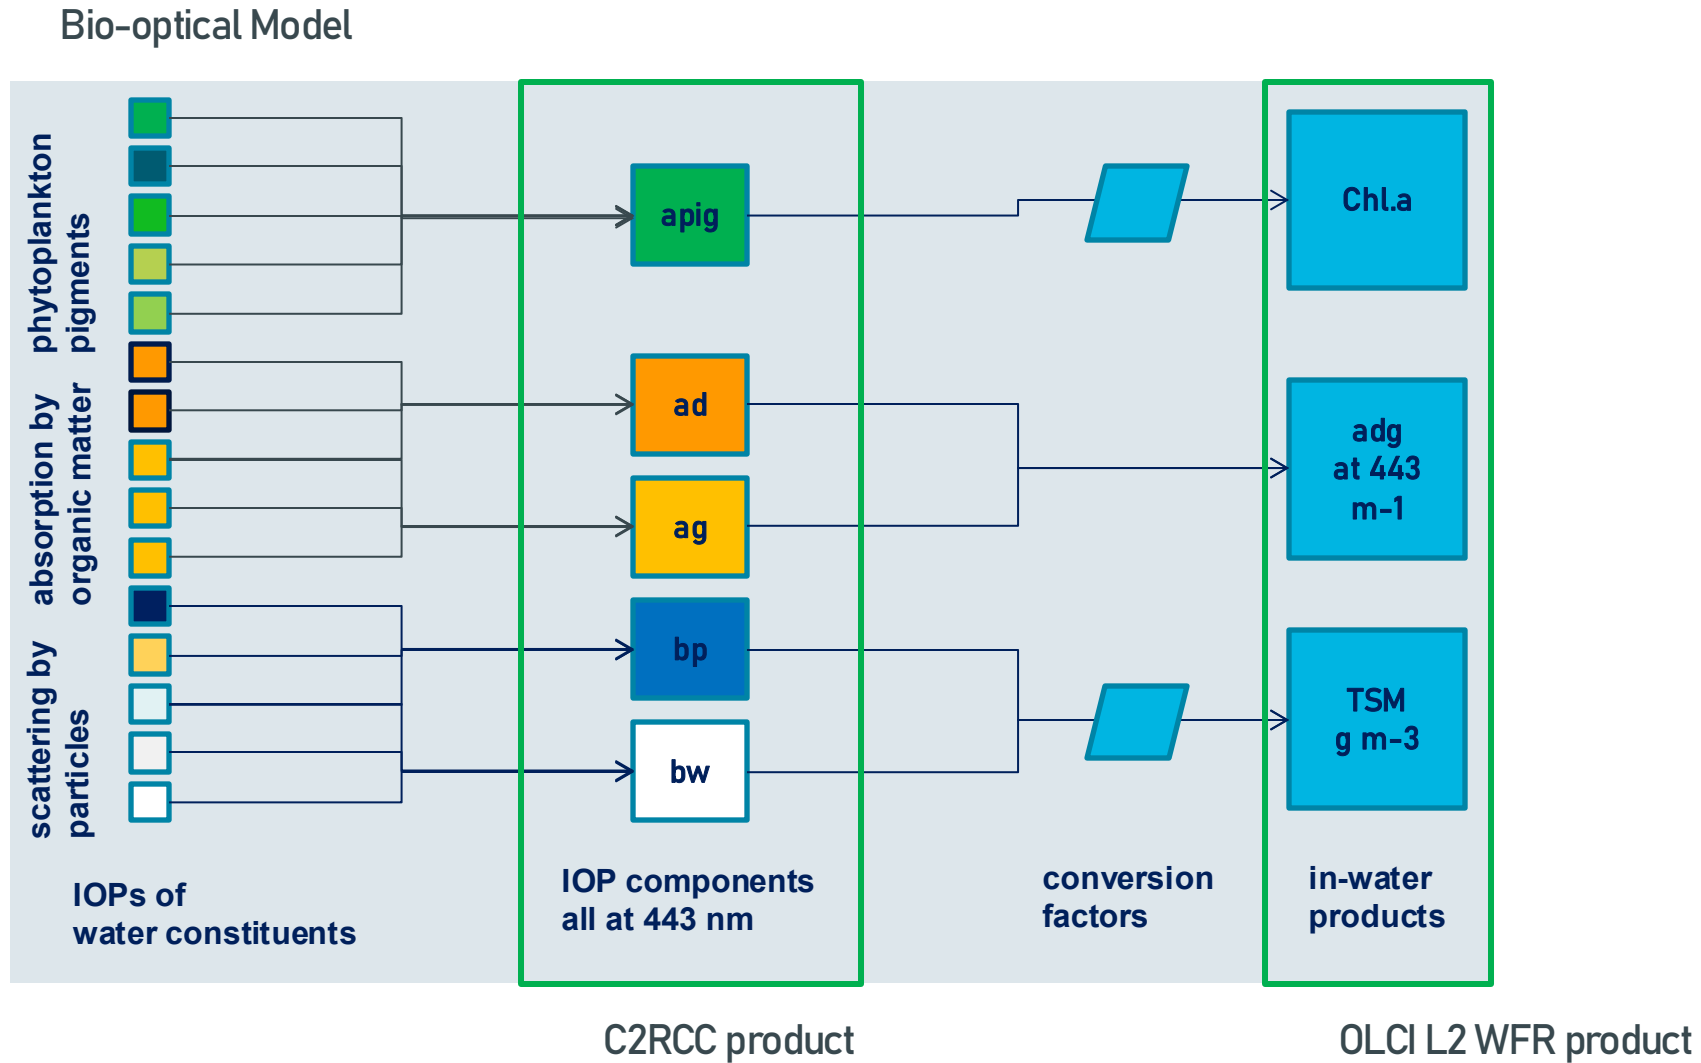 Bio-optical Model
phytoplankton
pigments
absorption by
organic matter
scattering by
particles
apig
ad
ag
bp
bw
Chl.a
adg
at 443
m-1
TSM
g m-3
IOPs of
water constituents
IOP components
all at 443 nm
conversion
factors
in-water
products
C2RCC product
OLCI L2 WFR product